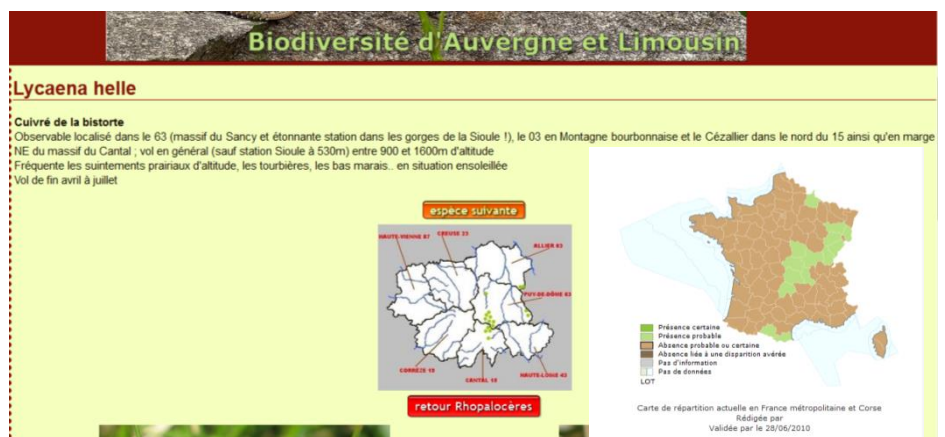 Biodiversité d'Auvergne et Limousin
Lycaena helle
Cuivré de la bistorte
Observable localisé dans le 63 (massif du Sancy et étonnante station dans les gorges de la Sioule !), le 03 en Montagne bourbonnaise et le Cézallier dans le nord du 15 ainsi qu'en marge
NE du massif du Cantal ; vol en général (sauf station Sioule à 530m) entre 900 et 1600m d'altitude
Fréquente les suintements prairiaux d'altitude, les tourbières, les bas marais.. en situation ensoleillée
Vol de fin avril à juillet
espèce suivante
HAUTE-VIENNE 87
CREUSE 23
ALLIER 03
PUY-DE-DÔME 63
CORREZE 19
CANTAL 15
HAUTE-LOIRE 43
retour Rhopalocères
Présence certaine
Présence probable
Absence probable ou certaine
Absence liée à une disparition avérée
Pas d'information
Pas de données
LOT
Carte de répartition actuelle en France métropolitaine et Corse
Rédigée par
Validée par le 28/06/2010